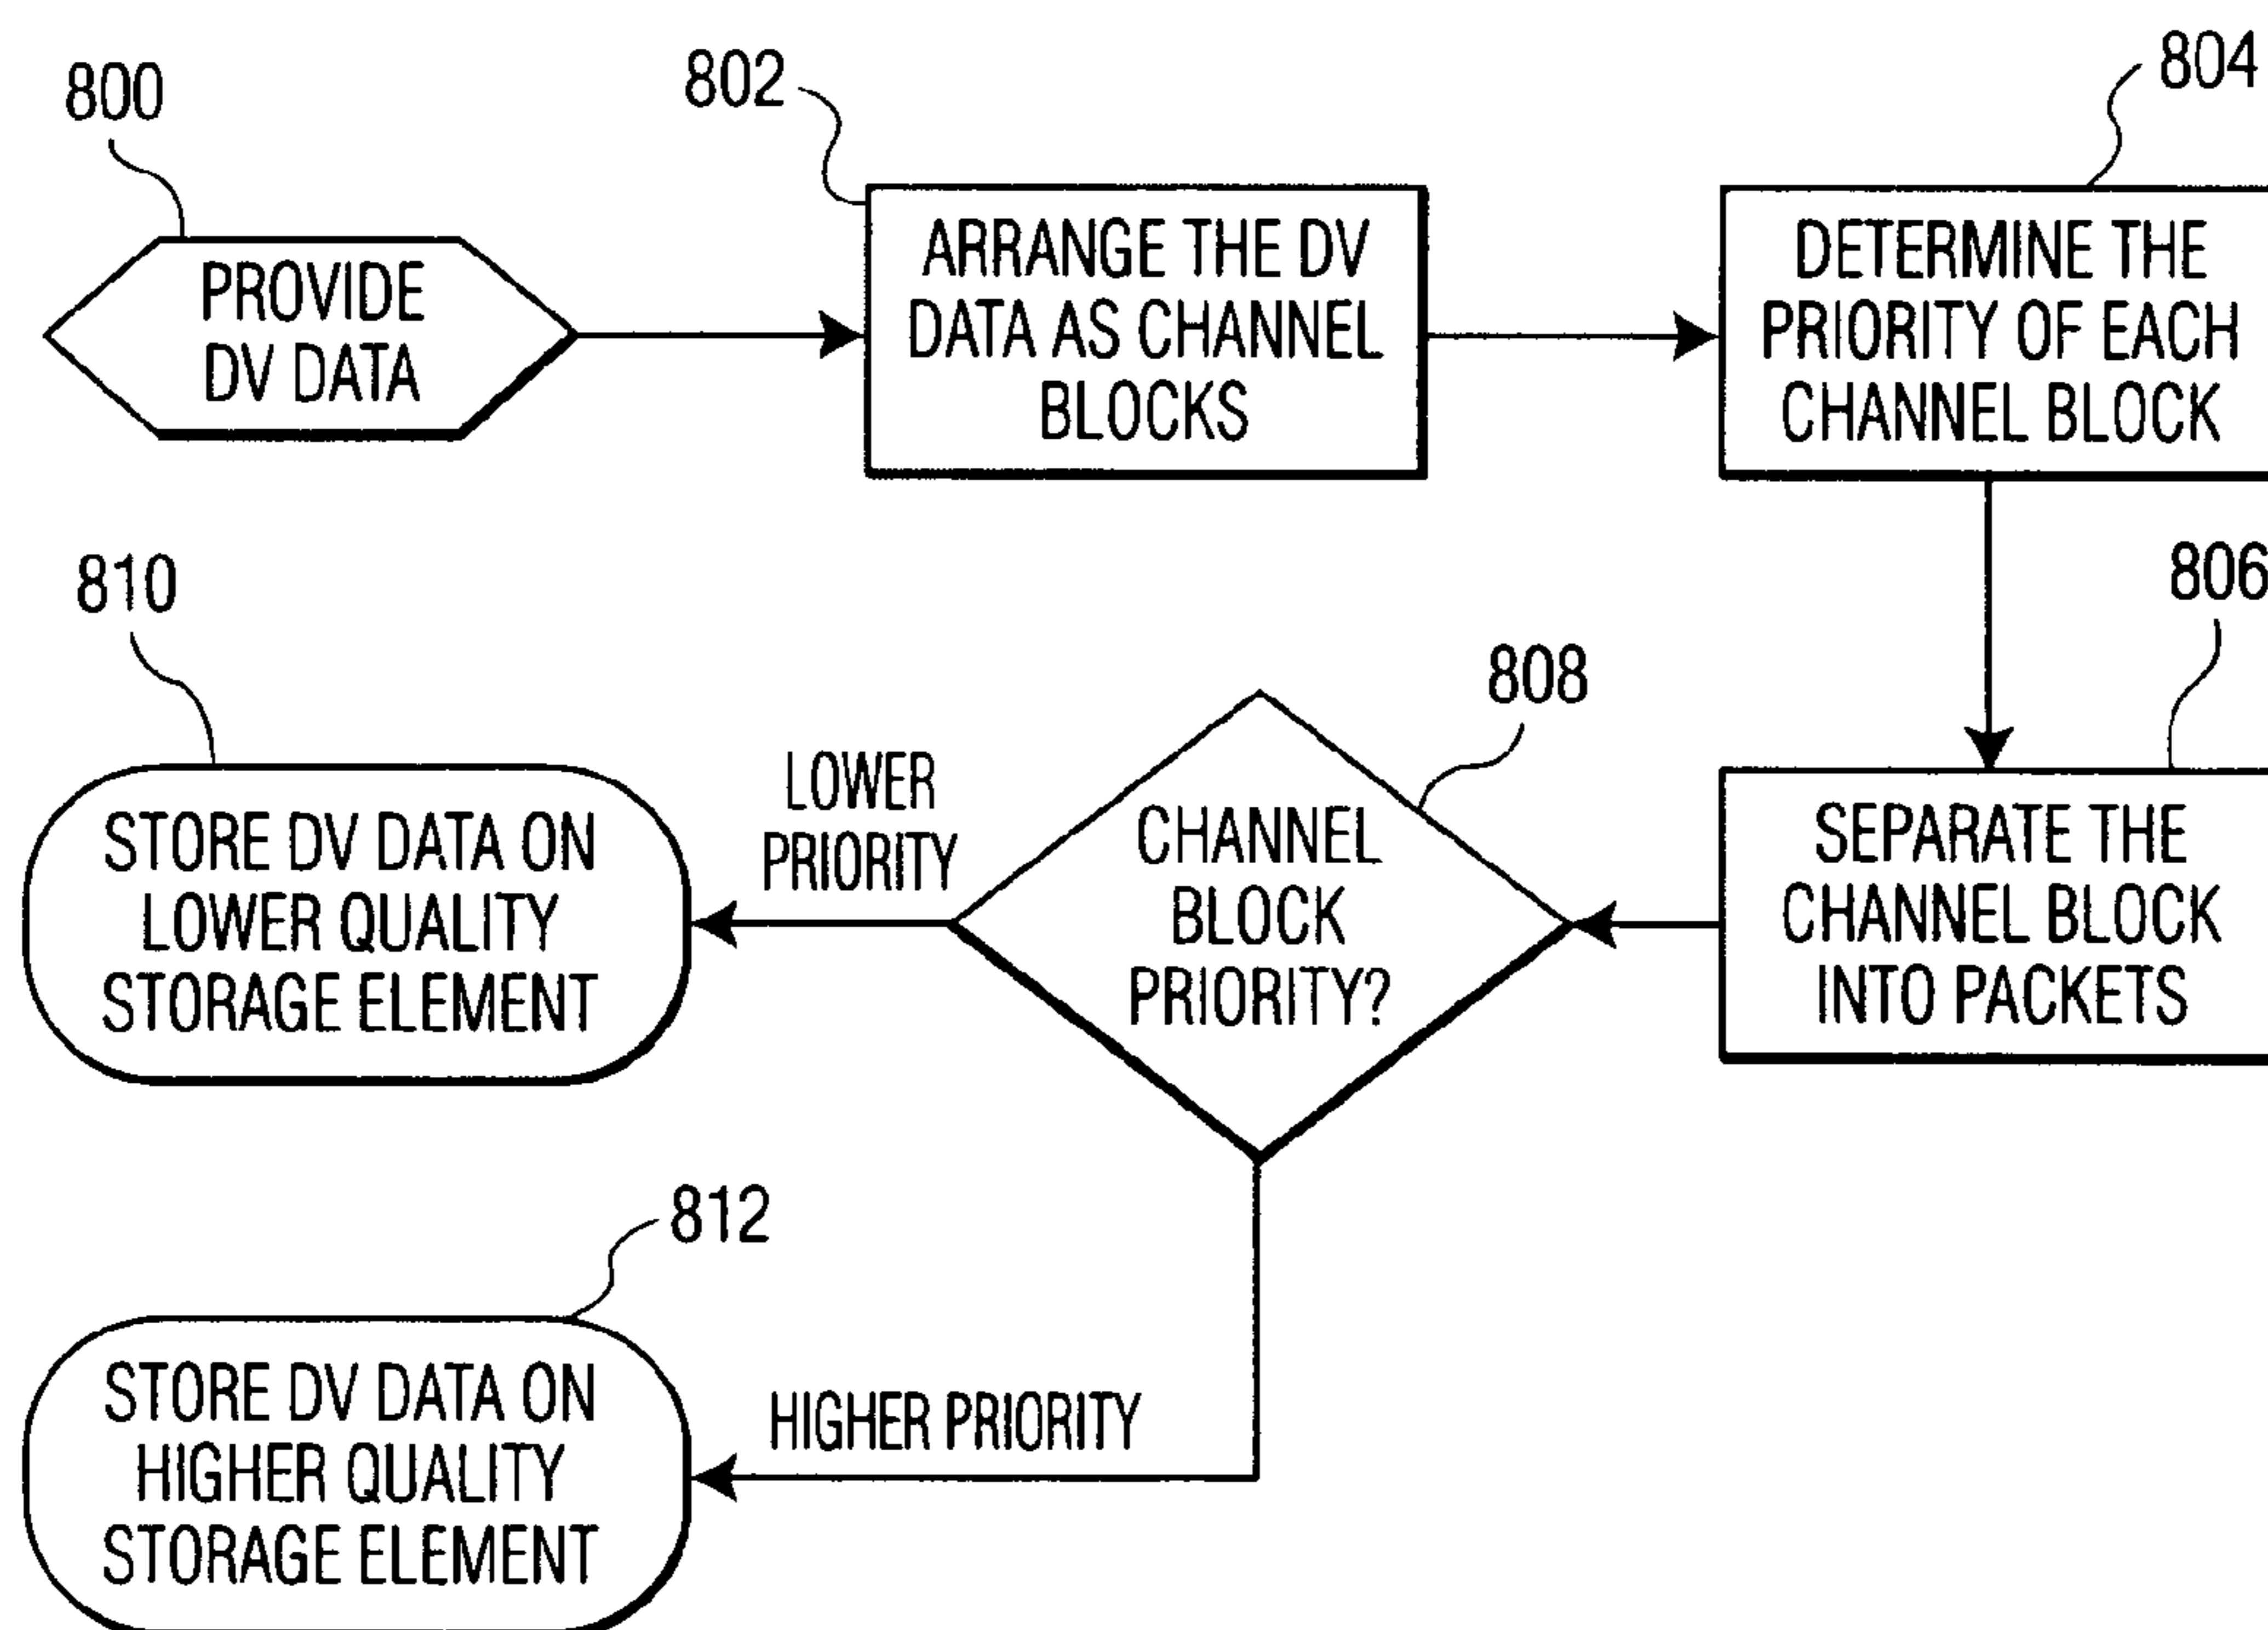 800
PROVIDE
DV DATA
802
ARRANGE THE DV
DATA AS CHANNEL
BLOCKS
804
DETERMINE THE
PRIORITY OF EACH
CHANNEL BLOCK
806
SEPARATE THE
CHANNEL BLOCK
INTO PACKETS
808
CHANNEL
BLOCK
PRIORITY?
LOWER
PRIORITY
810
STORE DV DATA ON
LOWER QUALITY
STORAGE ELEMENT
HIGHER PRIORITY
812
STORE DV DATA ON
HIGHER QUALITY
STORAGE ELEMENT